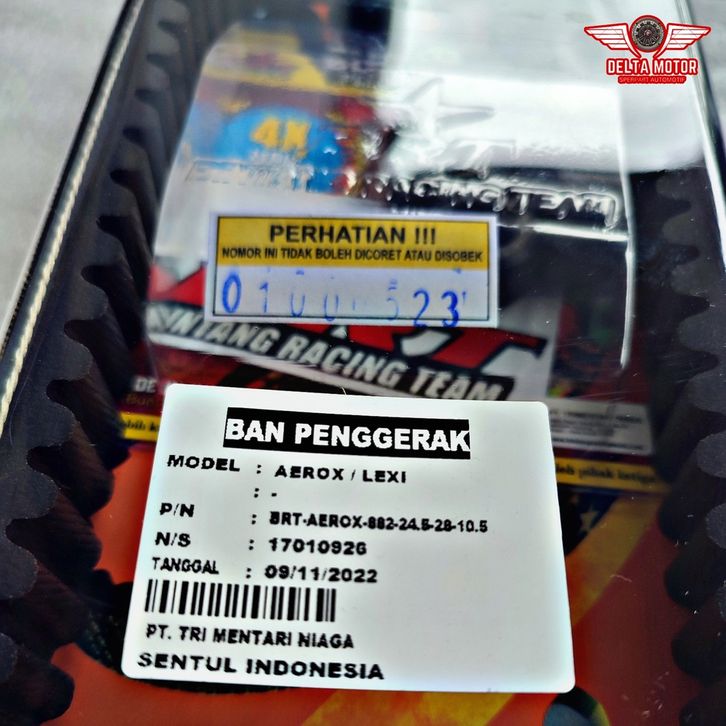 DELTA MOTOR
SPERPART AUTOMOTIF
4X
RACING TEAM
PERHATIAN !!!
NOMOR INI TIDAK BOLEH DICORET ATAU DISOBEK
BINTANG RACING TEAM
BAN PENGGERAK
MODEL : AEROX / LEXI
: -
P/N : BRT-AEROX-882-24.5-28-10.5
N/S : 17010926
TANGGAL : 09/11/2022
PT. TRI MENTARI NIAGA
SENTUL INDONESIA